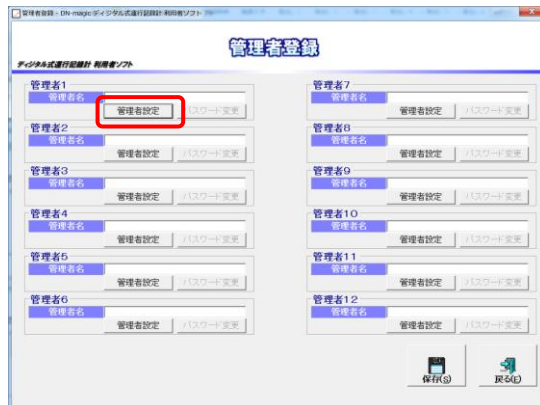 管理者登録 - DN-magic ディジタル式運行記録計 利用者ソフト
管理者登録
ディジタル式運行記録計 利用者ソフト
管理者1
管理者名
管理者設定 パスワード変更
管理者2
管理者名
管理者設定 パスワード変更
管理者3
管理者名
管理者設定 パスワード変更
管理者4
管理者名
管理者設定 パスワード変更
管理者5
管理者名
管理者設定 パスワード変更
管理者6
管理者名
管理者設定 パスワード変更
管理者7
管理者名
管理者設定 パスワード変更
管理者8
管理者名
管理者設定 パスワード変更
管理者9
管理者名
管理者設定 パスワード変更
管理者10
管理者名
管理者設定 パスワード変更
管理者11
管理者名
管理者設定 パスワード変更
管理者12
管理者名
管理者設定 パスワード変更
保存(S) 戻る(E)